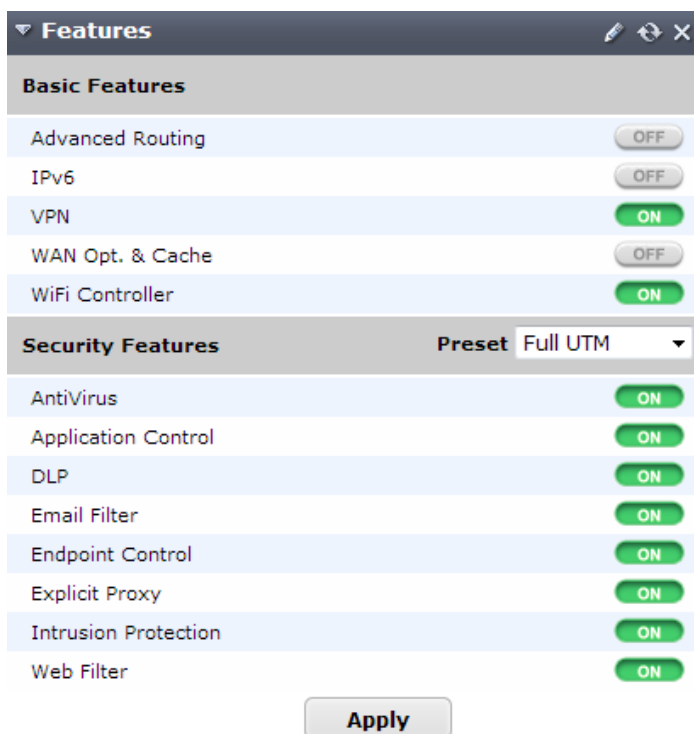 Features
Basic Features
Advanced Routing OFF
IPv6 OFF
VPN ON
WAN Opt. & Cache OFF
WiFi Controller ON
Security Features Preset Full UTM
AntiVirus ON
Application Control ON
DLP ON
Email Filter ON
Endpoint Control ON
Explicit Proxy ON
Intrusion Protection ON
Web Filter ON
Apply